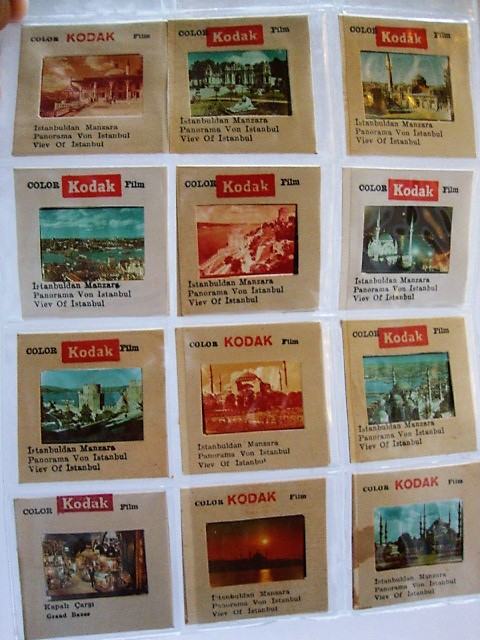 COLOR KODAK Film
Istanbuldan Manzara
Panorama Von Istanbul
Viev Of Istanbul
COLOR Kodak Film
Istanbuldan Manzara
Panorama Von Istanbul
Viev Of Istanbul
COLOR Kodak Film
Istanbuldan Manzara
Panorama Von Istanbul
Viev Of Istanbul
COLOR Kodak Film
Istanbuldan Manzara
Panorama Von Istanbul
Viev Of Istanbul
COLOR Kodak Film
Istanbuldan Manzara
Panorama Von Istanbul
Viev Of Istanbul
COLOR Kodak Film
Istanbuldan Manzara
Panorama Von Istanbul
Viev Of Istanbul
COLOR Kodak Film
Istanbuldan Manzara
Panorama Von Istanbul
Viev Of Istanbul
COLOR KODAK Film
Istanbuldan Manzara
Panorama Von Istanbul
Viev Of Istanbul
COLOR Kodak Film
Istanbuldan Manzara
Panorama Von Istanbul
Viev Of Istanbul
COLOR Kodak Film
Kapalı Çarşı
Grand Bazee
COLOR KODAK Film
Istanbuldan Manzara
Panorama Von Istanbul
Viev Of Istanbul
COLOR KODAK Film
Istanbuldan Manzara
Panorama Von Istanbul
Viev Of Istanbul